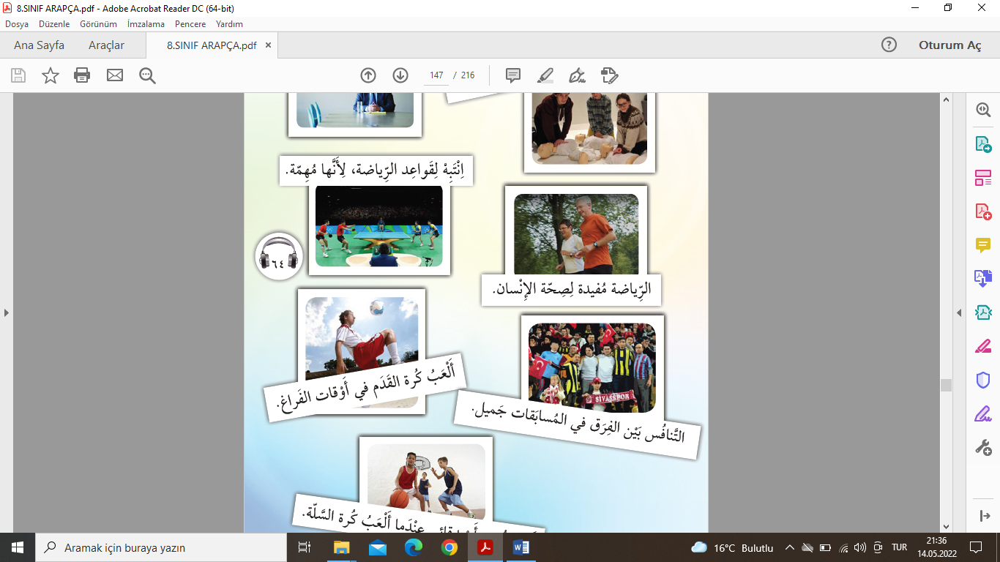 8.SINIF ARAPÇA.pdf - Adobe Acrobat Reader DC (64-bit)
Dosya Düzenle Görünüm İmzalama Pencere Yardım
Ana Sayfa Araçlar 8.SINIF ARAPÇA.pdf × ? Oturum Aç
147 / 216
اِنْتَبِهْ لِقَواعِد الرِّياضة، لِأَنَّها مُهِمّة.
٦٤
الرِّياضة مُفيدة لِصِحّة الإِنْسان.
أَلْعَبُ كُرة القَدَم في أَوْقات الفَراغ.
SIVASSPOR
التَّنافُس بَيْن الفِرَق في المُسابَقات جَميل.
عِنْدَما أَلْعَبُ كُرة السَّلّة.
Aramak için buraya yazın
16°C Bulutlu
TUR
21:36
14.05.2022